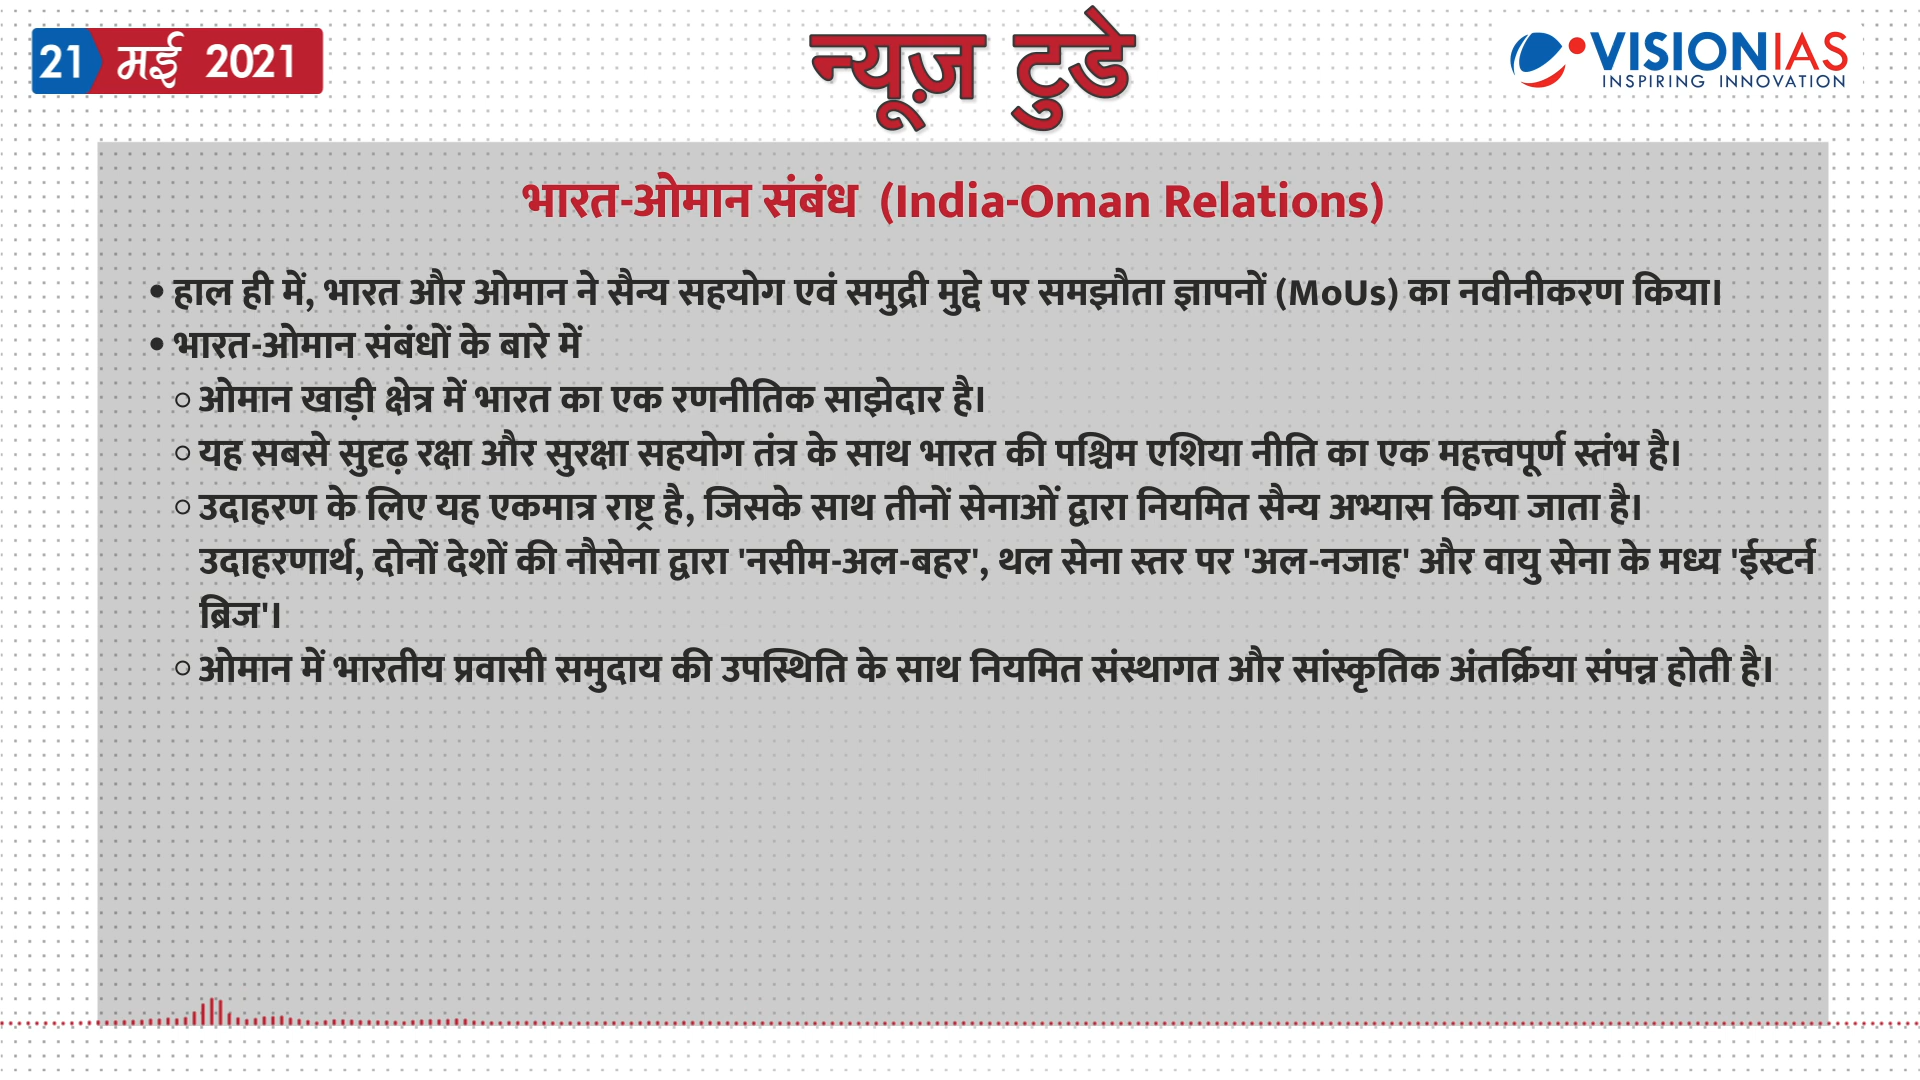 21 मई 2021
न्यूज़ टुडे
VISIONIAS
INSPIRING INNOVATION
भारत-ओमान संबंध (India-Oman Relations)
• हाल ही में, भारत और ओमान ने सैन्य सहयोग एवं समुद्री मुद्दे पर समझौता ज्ञापनों (MoUs) का नवीनीकरण किया।
• भारत-ओमान संबंधों के बारे में
○ ओमान खाड़ी क्षेत्र में भारत का एक रणनीतिक साझेदार है।
○ यह सबसे सुदृढ़ रक्षा और सुरक्षा सहयोग तंत्र के साथ भारत की पश्चिम एशिया नीति का एक महत्त्वपूर्ण स्तंभ है।
○ उदाहरण के लिए यह एकमात्र राष्ट्र है, जिसके साथ तीनों सेनाओं द्वारा नियमित सैन्य अभ्यास किया जाता है।
उदाहरणार्थ, दोनों देशों की नौसेना द्वारा 'नसीम-अल-बहर', थल सेना स्तर पर 'अल-नजाह' और वायु सेना के मध्य 'ईस्टर्न
ब्रिज'।
○ ओमान में भारतीय प्रवासी समुदाय की उपस्थिति के साथ नियमित संस्थागत और सांस्कृतिक अंतर्क्रिया संपन्न होती है।